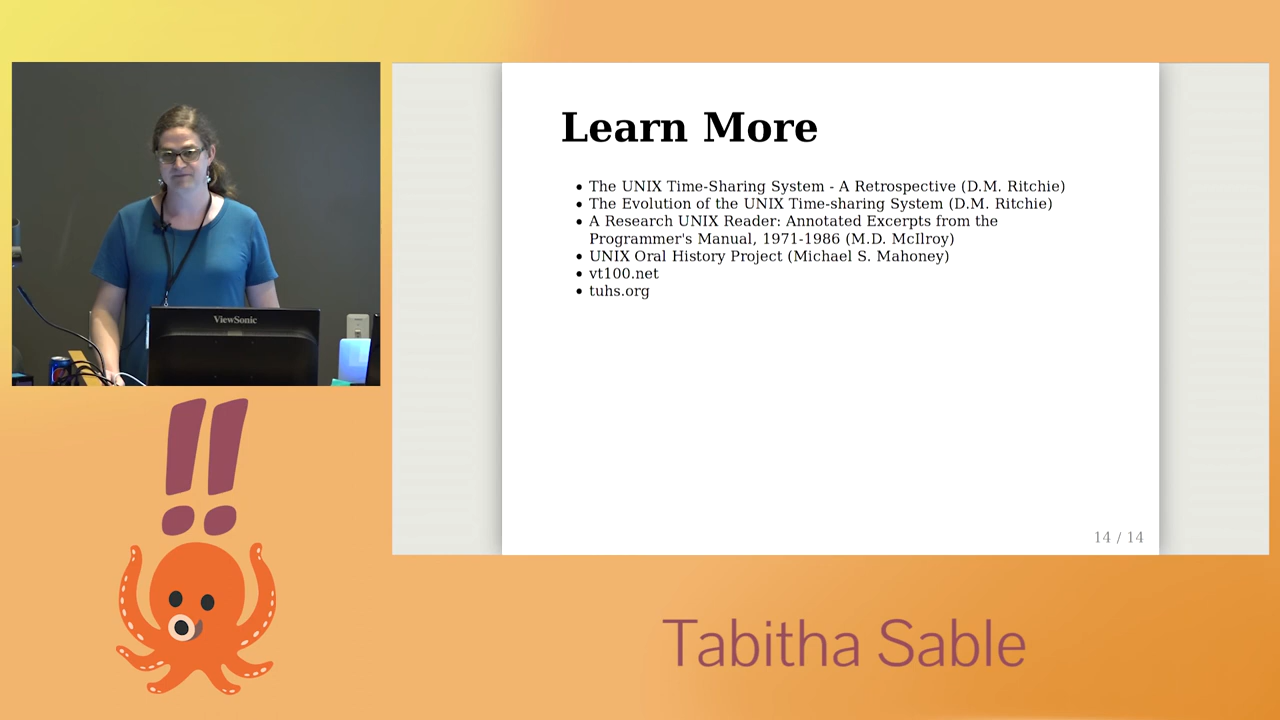 Learn More
• The UNIX Time-Sharing System - A Retrospective (D.M. Ritchie)
• The Evolution of the UNIX Time-sharing System (D.M. Ritchie)
• A Research UNIX Reader: Annotated Excerpts from the
Programmer's Manual, 1971-1986 (M.D. McIlroy)
• UNIX Oral History Project (Michael S. Mahoney)
• vt100.net
• tuhs.org
14 / 14
ViewSonic
!!
Tabitha Sable